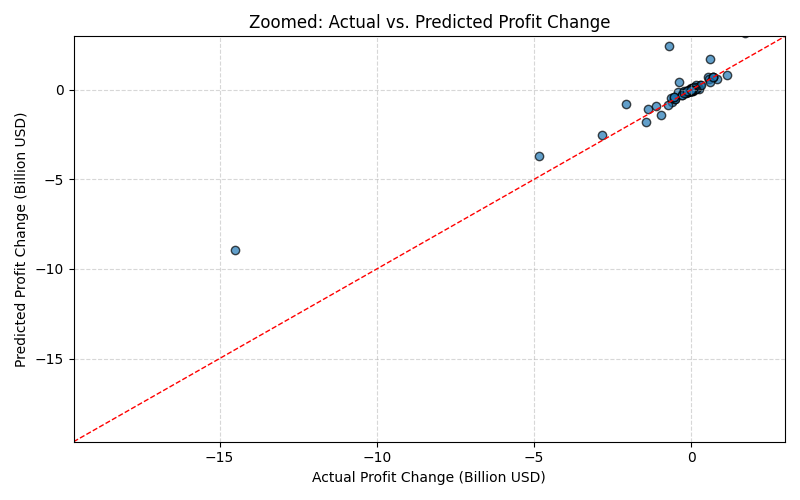 Zoomed: Actual vs. Predicted Profit Change
Predicted Profit Change (Billion USD)
0
−5
−10
−15
−15
−10
−5
0
Actual Profit Change (Billion USD)